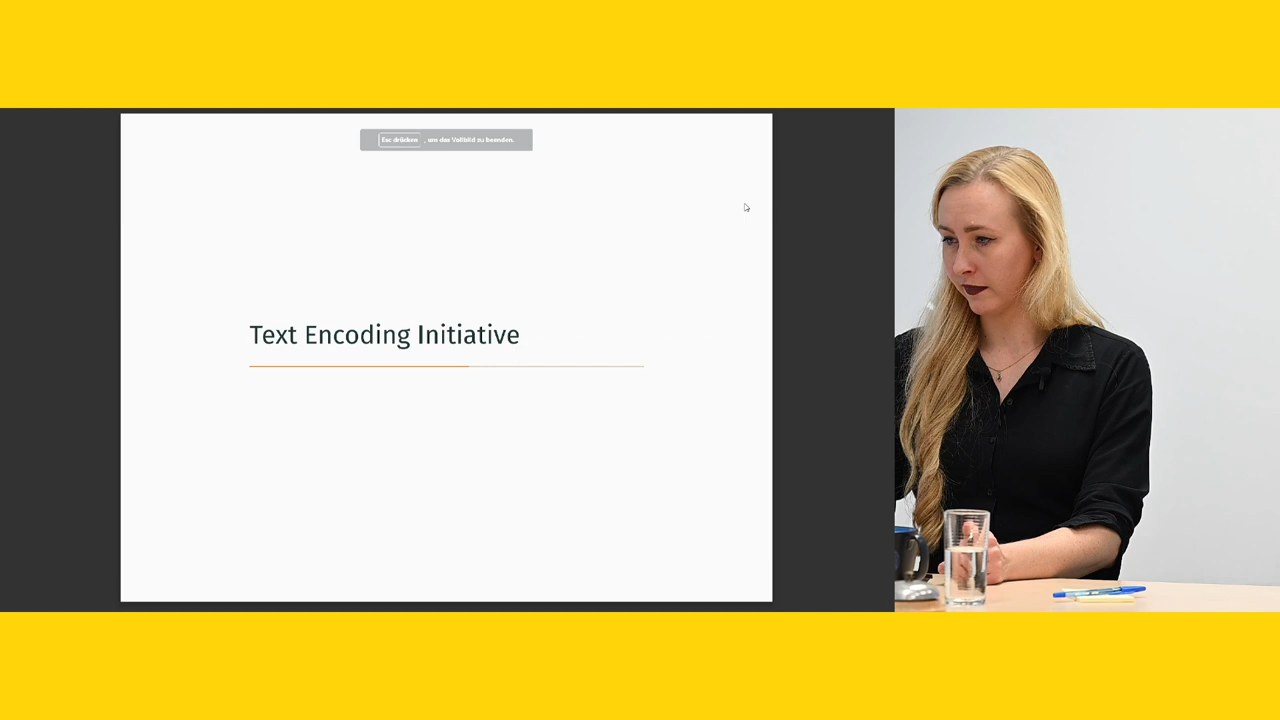 Esc drücken , um das Vollbild zu beenden.
Text Encoding Initiative